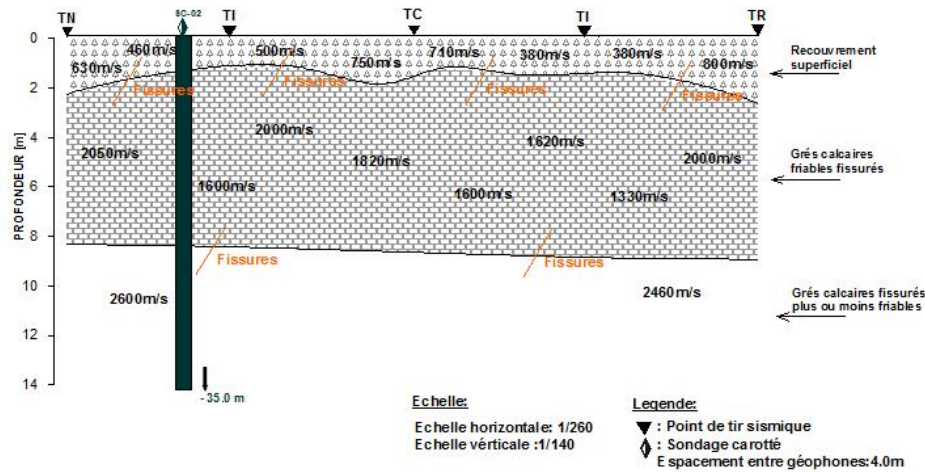 BC-02
TN TI TC TI TR
0
460m/s 500m/s 710m/s 380m/s 380m/s
630m/s 750m/s 800m/s
Recouvrement
superficiel
2
Fissures Fissures Fissures Fissures
2000m/s 1620m/s
4
2050m/s 1820m/s 2000m/s
Grés calcaires
friables fissurés
PROFONDEUR [m]
6
1600m/s 1600m/s 1330m/s
8
Fissures Fissures
10
2600m/s 2460m/s
Grés calcaires fissurés
plus ou moins friables
12
14
-35.0 m
Echelle:
Echelle horizontale: 1/260
Echelle vérticale :1/140
Legende:
: Point de tir sismique
: Sondage carotté
Espacement entre géophones:4.0m